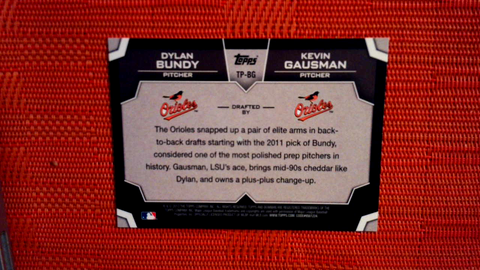 DYLAN
BUNDY
PITCHER
Topps
TP-BG
KEVIN
GAUSMAN
PITCHER
Orioles
DRAFTED
BY
Orioles
The Orioles snapped up a pair of elite arms in back-
to-back drafts starting with the 2011 pick of Bundy,
considered one of the most polished prep pitchers in
history. Gausman, LSU's ace, brings mid-90s cheddar like
Dylan, and owns a plus-plus change-up.